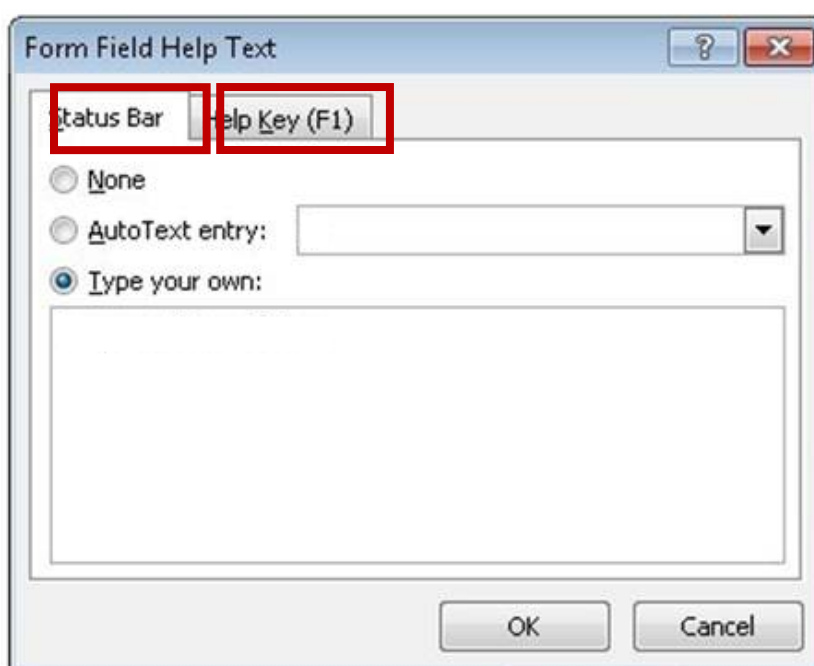 Form Field Help Text
Status Bar Help Key (F1)
None
AutoText entry:
Type your own:
OK Cancel